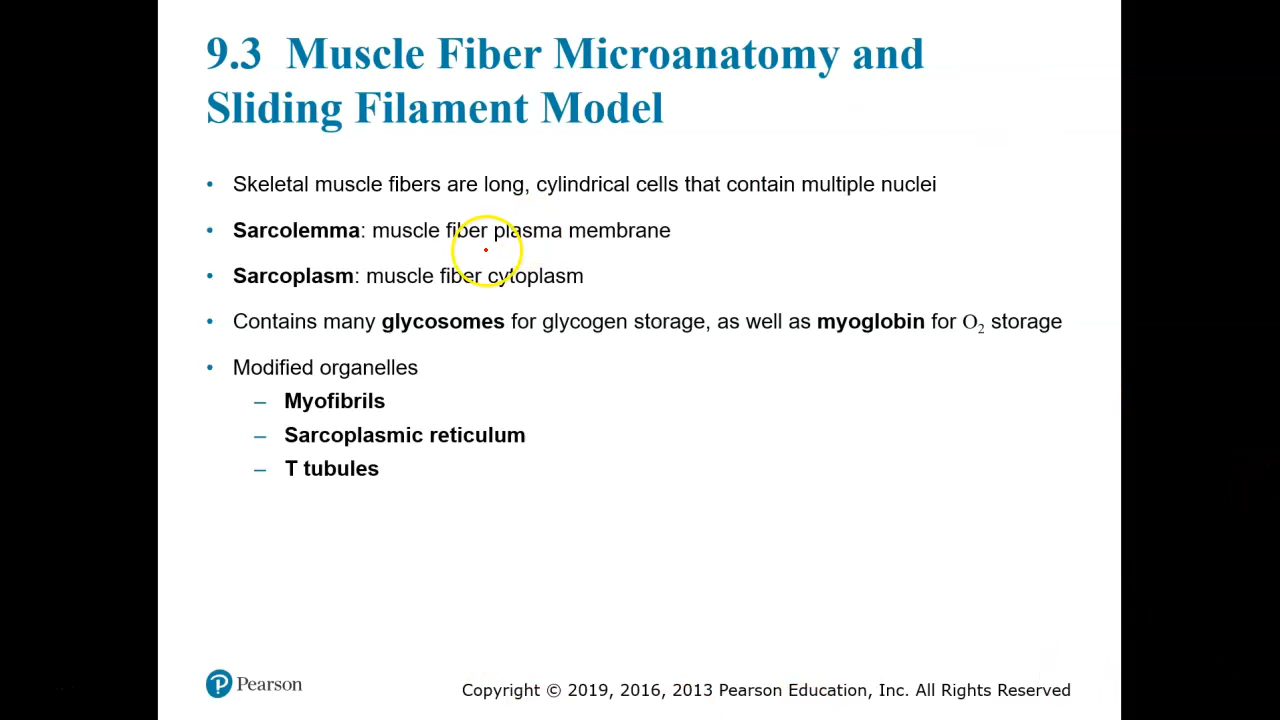 9.3 Muscle Fiber Microanatomy and
Sliding Filament Model
• Skeletal muscle fibers are long, cylindrical cells that contain multiple nuclei
• Sarcolemma: muscle fiber plasma membrane
• Sarcoplasm: muscle fiber cytoplasm
• Contains many glycosomes for glycogen storage, as well as myoglobin for O₂ storage
• Modified organelles
– Myofibrils
– Sarcoplasmic reticulum
– T tubules
Pearson
Copyright © 2019, 2016, 2013 Pearson Education, Inc. All Rights Reserved